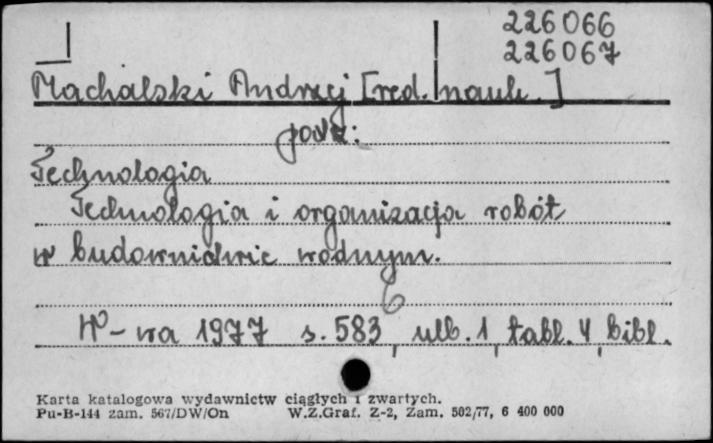 226066
226067
Machalski Andrzej [red. nauk.]
patrz:
Technologia
Technologia i organizacja robót
w budownictwie wodnym.
W-wa 1977 s. 583, ulb. 1, tabl. 4, bibl.
Karta katalogowa wydawnictw ciągłych i zwartych.
Pu-B-144 zam. 567/DW/On W.Z.Graf. Z-2, Zam. 502/77, 6 400 000